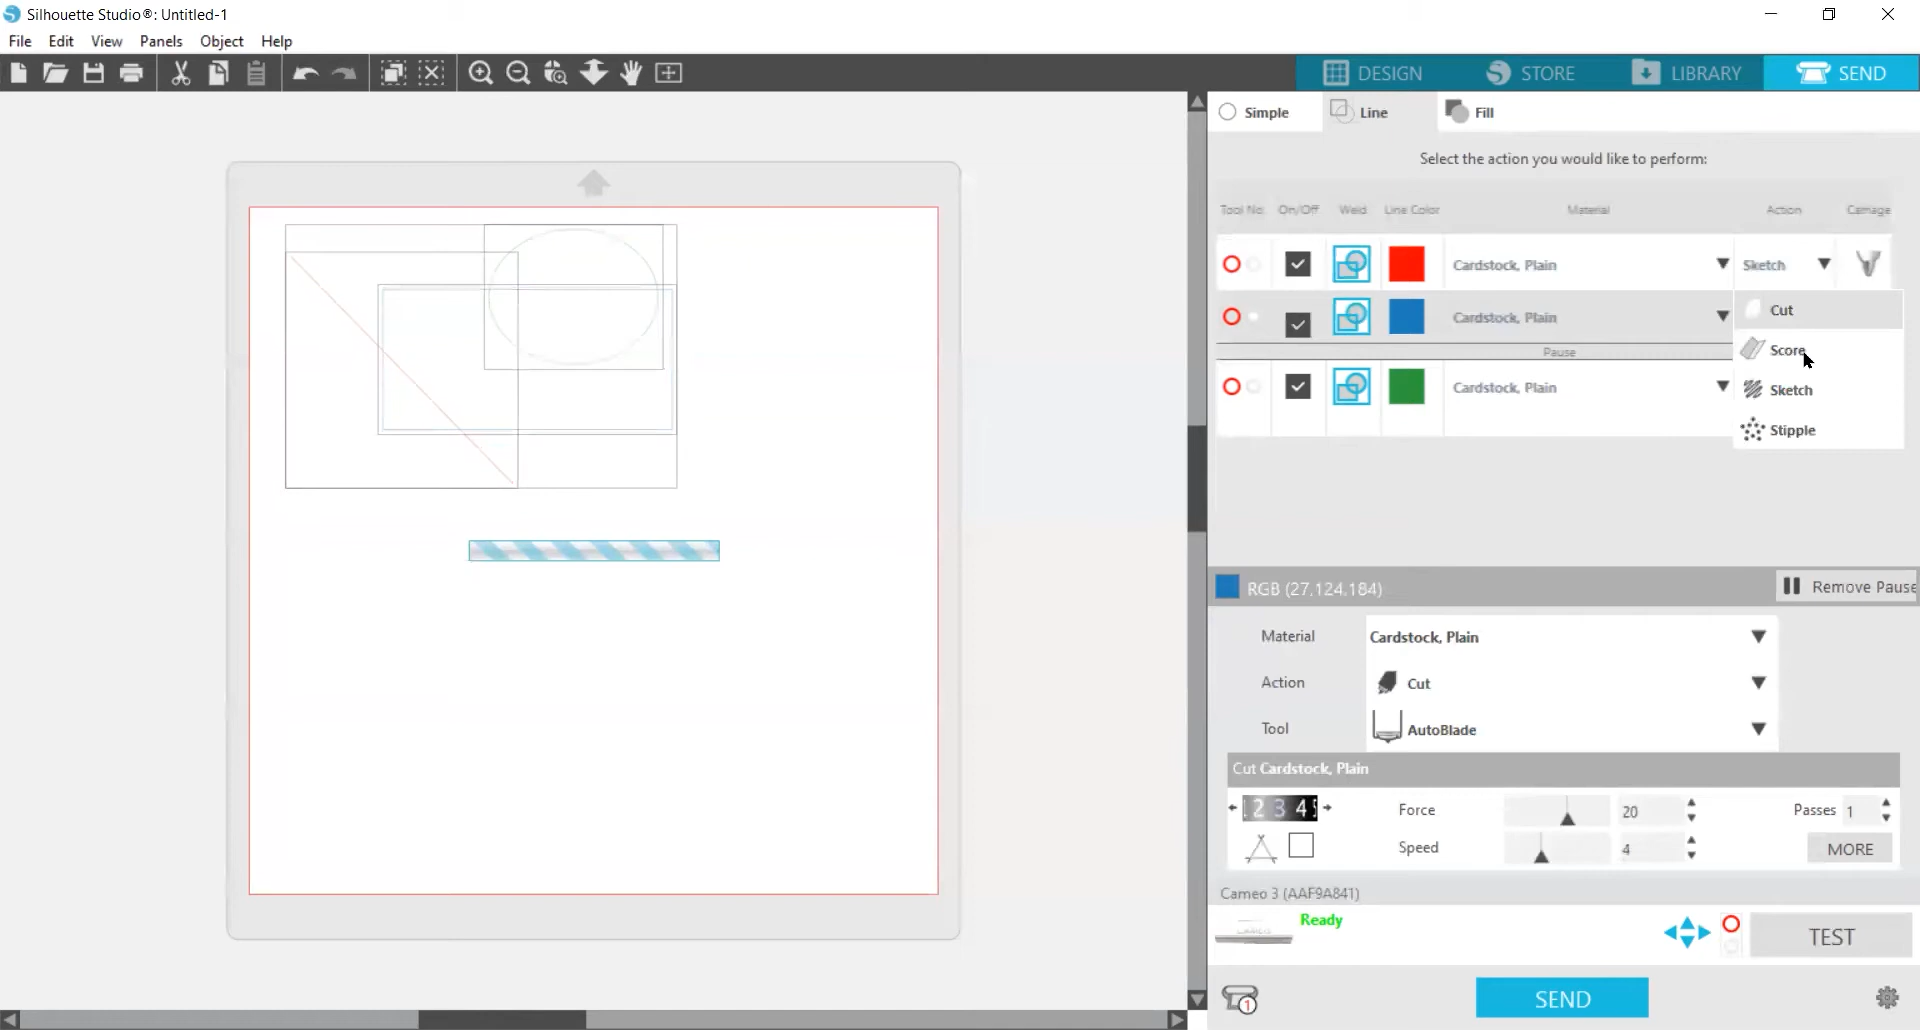 Silhouette Studio®: Untitled-1
File Edit View Panels Object Help
DESIGN STORE LIBRARY SEND
Simple Line Fill
Select the action you would like to perform:
Tool No. On/Off Weld Line Color Material Action Carriage
Cardstock, Plain Sketch
Cardstock, Plain
Cut
Pause
Score
Cardstock, Plain
Sketch
Stipple
RGB (27,124,184) Remove Pause
Material Cardstock, Plain
Action Cut
Tool AutoBlade
Cut Cardstock, Plain
2 3 4 Force 20 Passes 1
Speed 4 MORE
Cameo 3 (AAF9A841)
Ready
TEST
1 SEND